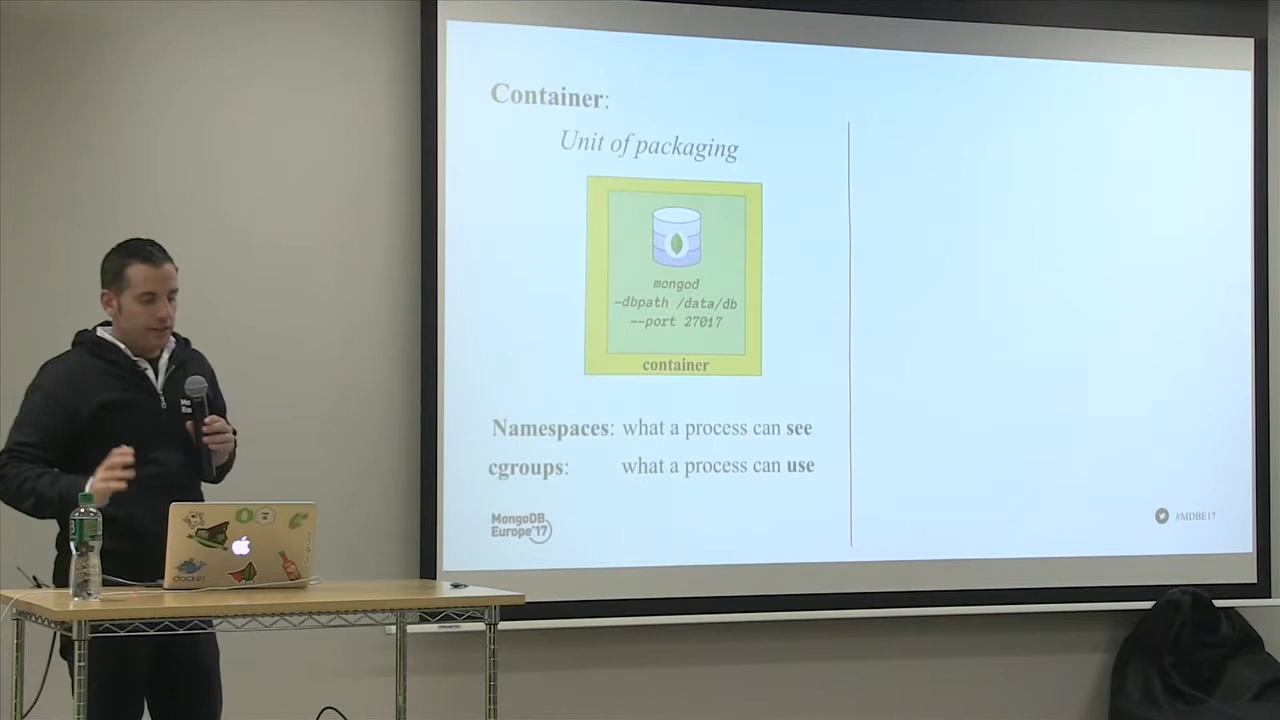 Container:
Unit of packaging
mongod
-dbpath /data/db
--port 27017
container
Namespaces: what a process can see
cgroups: what a process can use
MongoDB
Europe'17
#MDBE17
docker